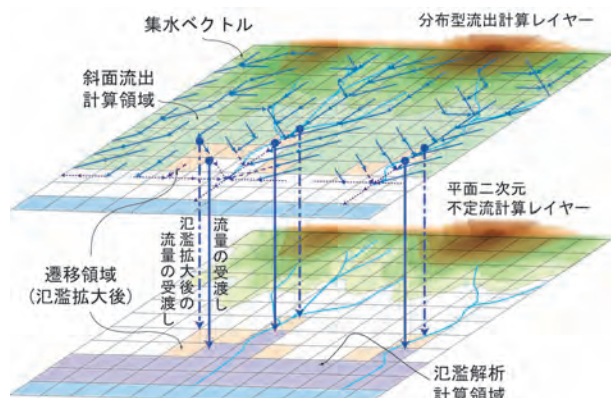 集水ベクトル
分布型流出計算レイヤー
斜面流出
計算領域
平面二次元
不定流計算レイヤー
流量の受渡し
氾濫拡大後の
流量の受渡し
遷移領域
(氾濫拡大後)
氾濫解析
計算領域